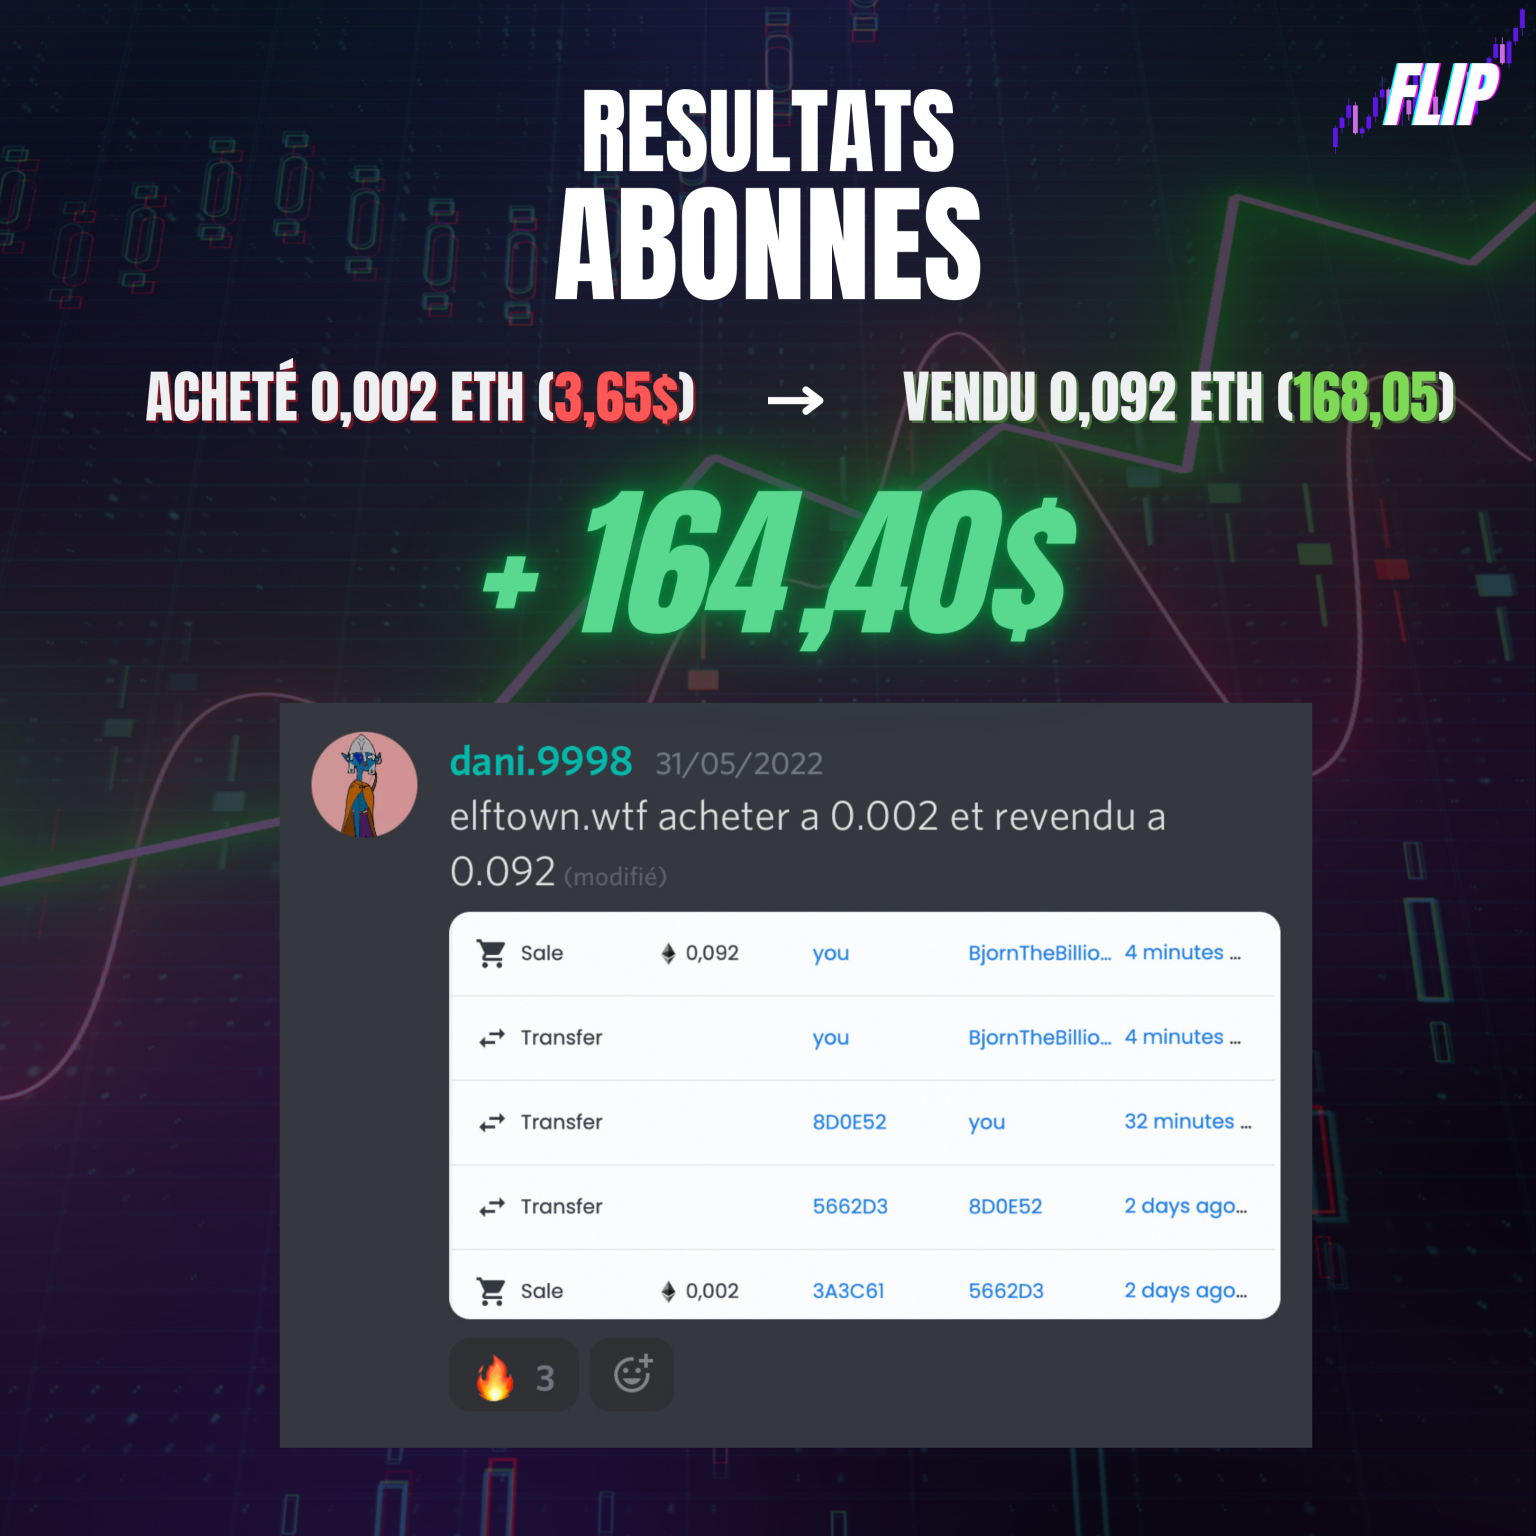 FLIP
RESULTATS
ABONNES
ACHETÉ 0,002 ETH (3,65$) → VENDU 0,092 ETH (168,05)
+ 164,40$
dani.9998 31/05/2022
elftown.wtf acheter a 0.002 et revendu a
0.092 (modifié)
Sale 0,092 you BjornTheBillio... 4 minutes ...
Transfer you BjornTheBillio... 4 minutes ...
Transfer 8D0E52 you 32 minutes ...
Transfer 5662D3 8D0E52 2 days ago...
Sale 0,002 3A3C61 5662D3 2 days ago...
🔥 3